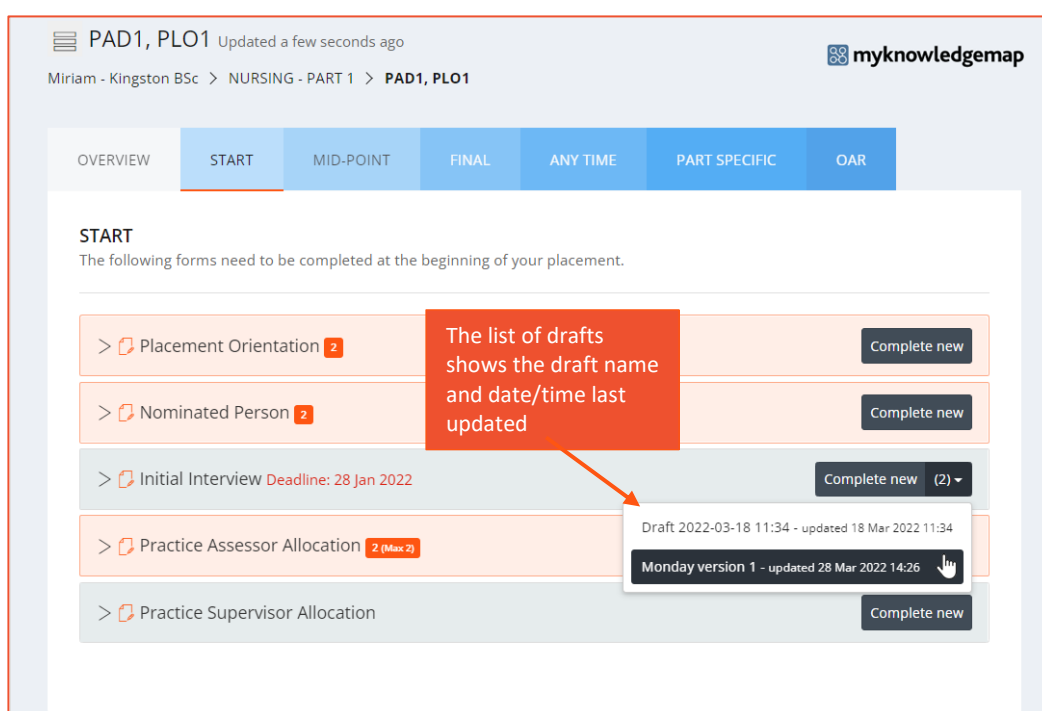 PAD1, PLO1 Updated a few seconds ago
myknowledgemap
Miriam - Kingston BSc > NURSING - PART 1 > PAD1, PLO1
OVERVIEW START MID-POINT FINAL ANY TIME PART SPECIFIC OAR
START
The following forms need to be completed at the beginning of your placement.
The list of drafts
shows the draft name
and date/time last
updated
> Placement Orientation 2 Complete new
> Nominated Person 2 Complete new
> Initial Interview Deadline: 28 Jan 2022 Complete new (2)
Draft 2022-03-18 11:34 - updated 18 Mar 2022 11:34
Monday version 1 - updated 28 Mar 2022 14:26
> Practice Assessor Allocation 2 (Max 2)
> Practice Supervisor Allocation Complete new